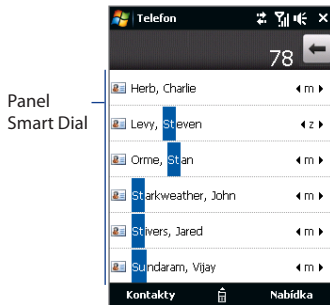 Telefon
78
Panel
Smart Dial
Herb, Charlie m
Levy, Steven z
Orme, Stan m
Starkweather, John m
Stivers, Jared m
Sundaram, Vijay m
Kontakty Nabídka